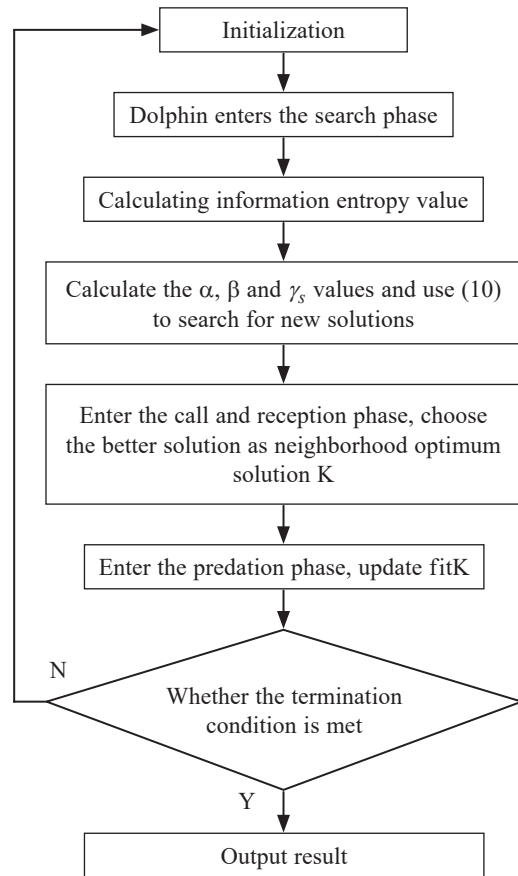 Initialization
Dolphin enters the search phase
Calculating information entropy value
Calculate the α, β and γₛ values and use (10)
to search for new solutions
Enter the call and reception phase, choose
the better solution as neighborhood optimum
solution K
Enter the predation phase, update fitK
N
Whether the termination
condition is met
Y
Output result